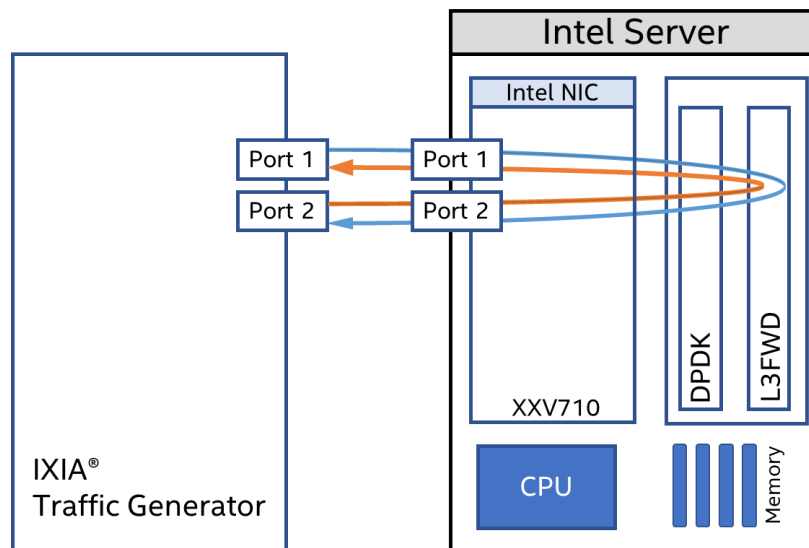 Intel Server
Intel NIC
Port 1
Port 1
Port 2
Port 2
DPDK
L3FWD
XXV710
IXIA®
Traffic Generator
CPU
Memory